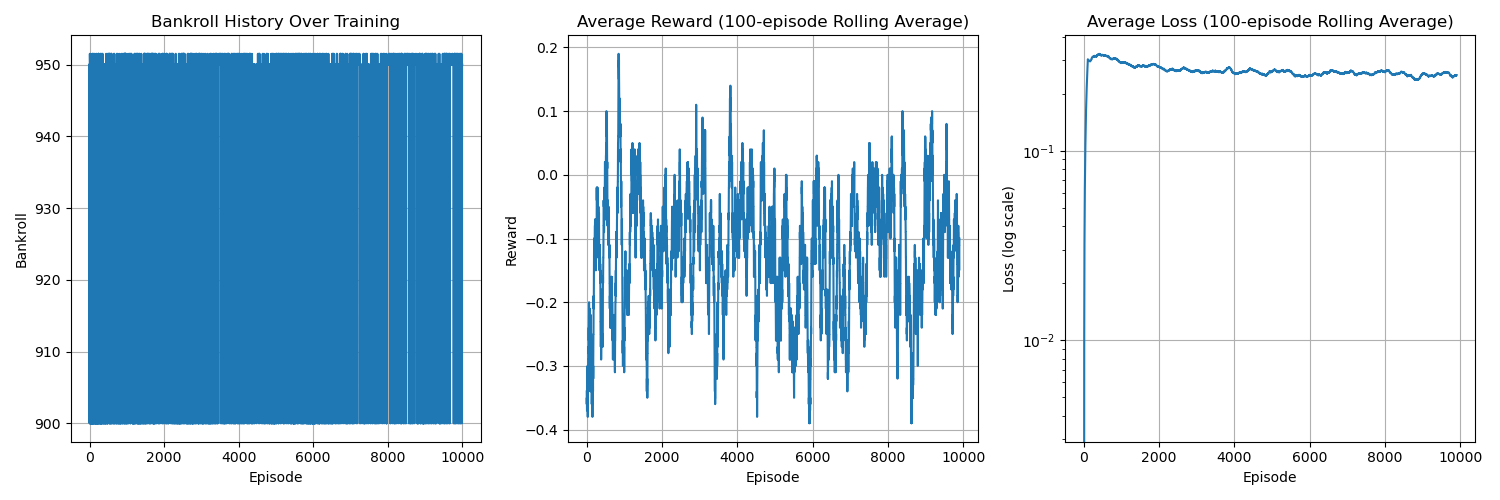 Bankroll History Over Training
Bankroll
950
940
930
920
910
900
0 2000 4000 6000 8000 10000
Episode
Average Reward (100-episode Rolling Average)
Reward
0.2
0.1
0.0
−0.1
−0.2
−0.3
−0.4
0 2000 4000 6000 8000 10000
Episode
Average Loss (100-episode Rolling Average)
Loss (log scale)
10⁻¹
10⁻²
0 2000 4000 6000 8000 10000
Episode